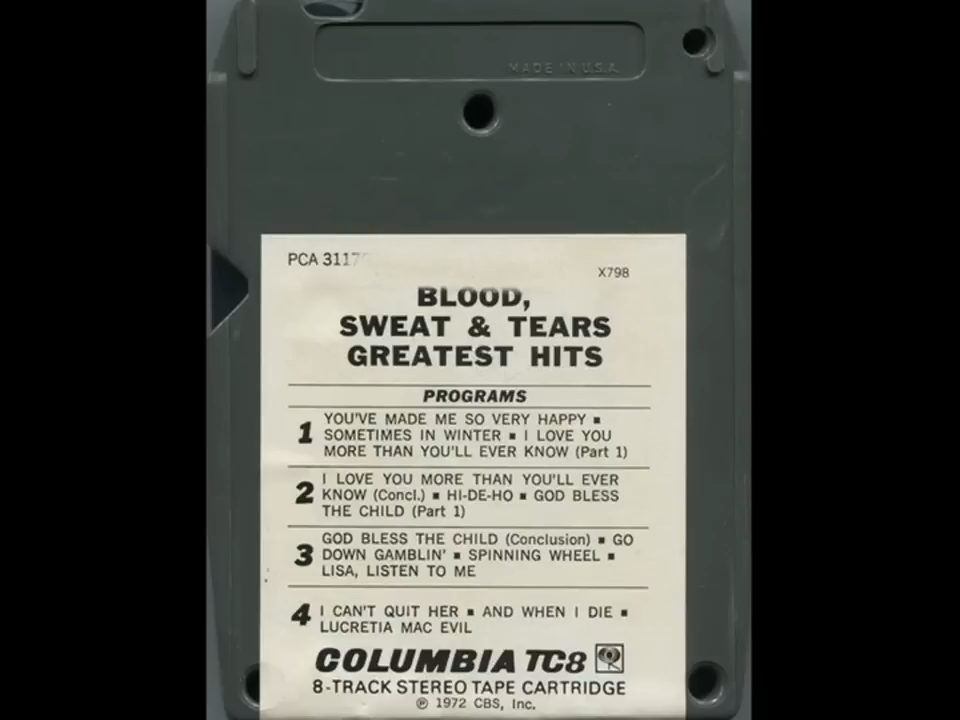 MADE IN U.S.A.
PCA 3117
X798
BLOOD,
SWEAT & TEARS
GREATEST HITS
PROGRAMS
1 YOU'VE MADE ME SO VERY HAPPY ▪
SOMETIMES IN WINTER ▪ I LOVE YOU
MORE THAN YOU'LL EVER KNOW (Part 1)
2 I LOVE YOU MORE THAN YOU'LL EVER
KNOW (Concl.) ▪ HI-DE-HO ▪ GOD BLESS
THE CHILD (Part 1)
3 GOD BLESS THE CHILD (Conclusion) ▪ GO
DOWN GAMBLIN' ▪ SPINNING WHEEL ▪
LISA, LISTEN TO ME
4 I CAN'T QUIT HER ▪ AND WHEN I DIE ▪
LUCRETIA MAC EVIL
COLUMBIA TC8
8-TRACK STEREO TAPE CARTRIDGE
℗ 1972 CBS, Inc.